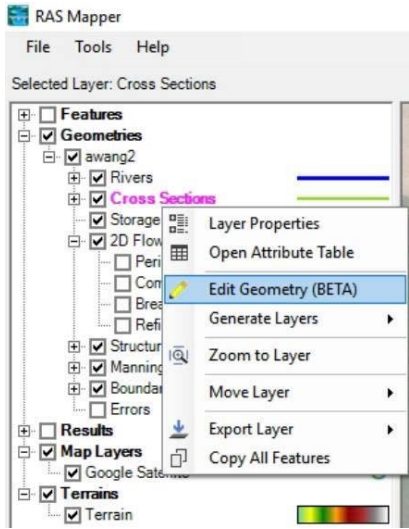 RAS Mapper
File Tools Help
Selected Layer: Cross Sections
Features
Geometries
awang2
Rivers
Cross Sections
Storage
2D Flow
Layer Properties
Open Attribute Table
Edit Geometry (BETA)
Generate Layers
Zoom to Layer
Move Layer
Export Layer
Copy All Features
Peri
Com
Brea
Refi
Structur
Manning
Boundar
Errors
Results
Map Layers
Google Satellite
Terrains
Terrain